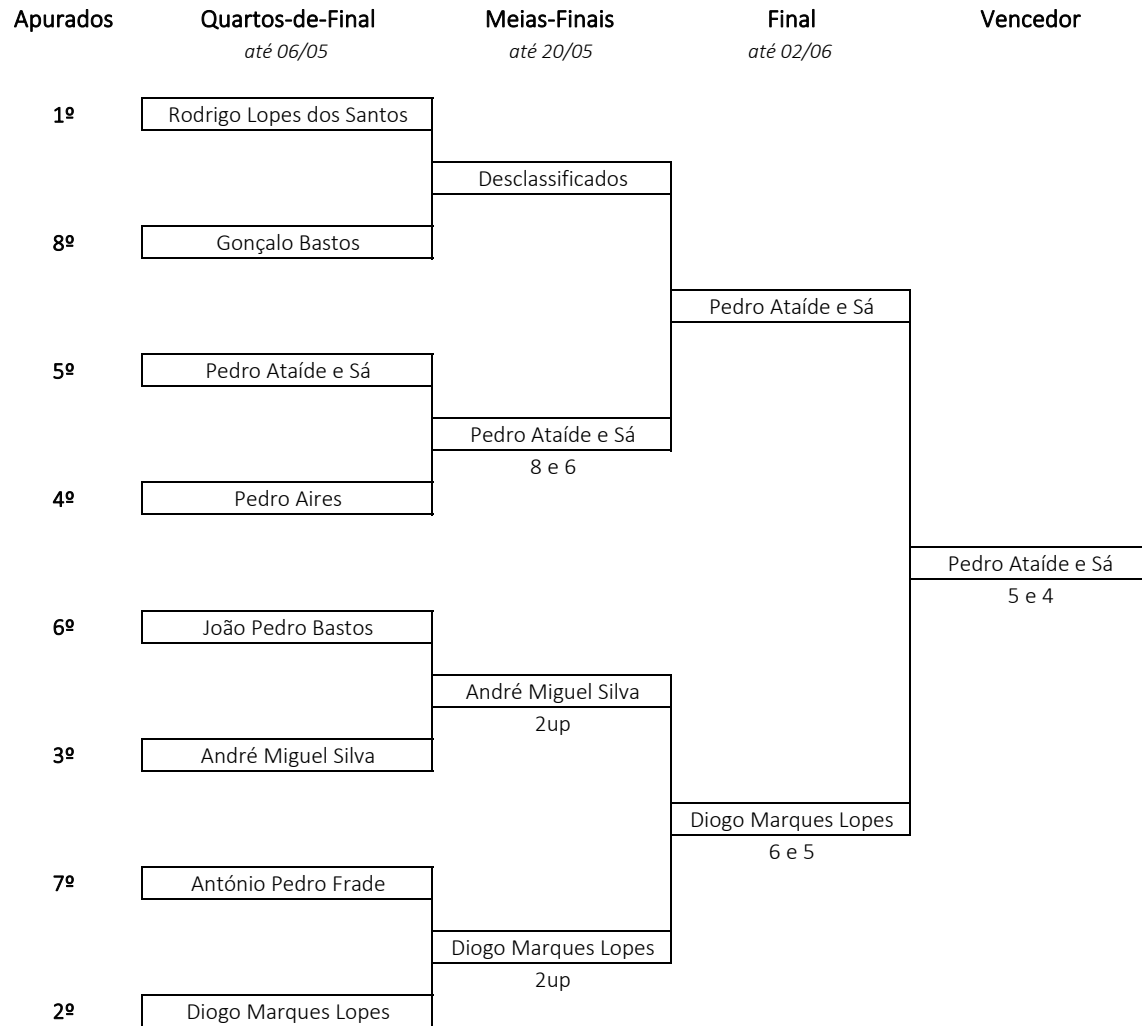 Apurados Quartos-de-Final Meias-Finais Final Vencedor
até 06/05 até 20/05 até 02/06
1º Rodrigo Lopes dos Santos
Desclassificados
8º Gonçalo Bastos
Pedro Ataíde e Sá
5º Pedro Ataíde e Sá
Pedro Ataíde e Sá
8 e 6
4º Pedro Aires
Pedro Ataíde e Sá
5 e 4
6º João Pedro Bastos
André Miguel Silva
2up
3º André Miguel Silva
Diogo Marques Lopes
6 e 5
7º António Pedro Frade
Diogo Marques Lopes
2up
2º Diogo Marques Lopes